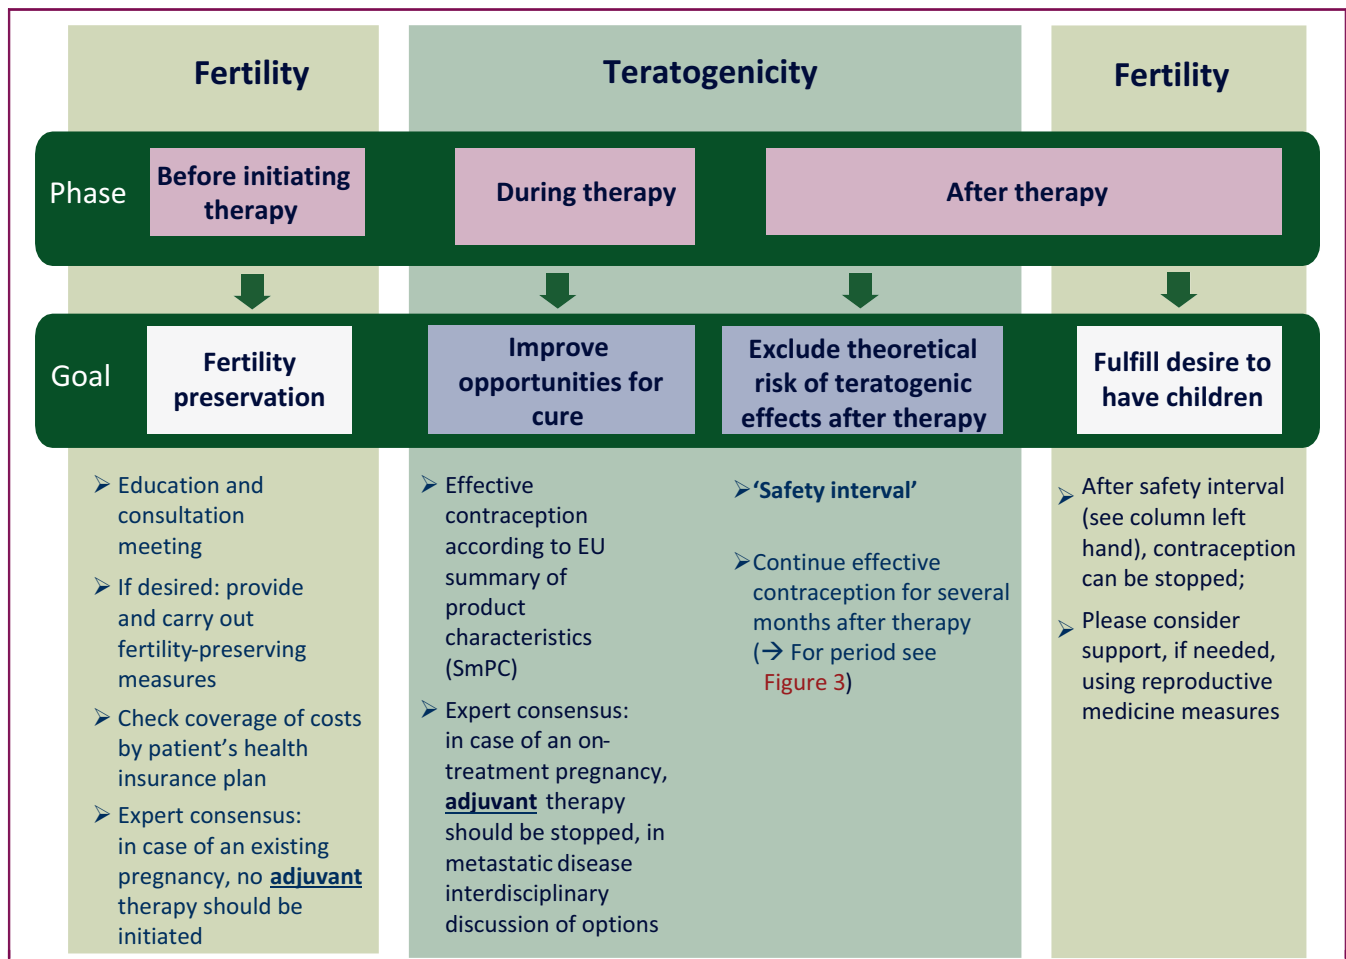 Fertility
Teratogenicity
Fertility
Phase
Before initiating
therapy
During therapy
After therapy
Goal
Fertility
preservation
Improve
opportunities for
cure
Exclude theoretical
risk of teratogenic
effects after therapy
Fulfill desire to
have children
➢ Education and
consultation
meeting
➢ If desired: provide
and carry out
fertility-preserving
measures
➢ Check coverage of costs
by patient’s health
insurance plan
➢ Expert consensus:
in case of an existing
pregnancy, no adjuvant
therapy should be
initiated
➢ Effective
contraception
according to EU
summary of
product
characteristics
(SmPC)
➢ Expert consensus:
in case of an on-
treatment pregnancy,
adjuvant therapy
should be stopped, in
metastatic disease
interdisciplinary
discussion of options
➢ ‘Safety interval’
➢ Continue effective
contraception for several
months after therapy
(→ For period see
Figure 3)
➢ After safety interval
(see column left
hand), contraception
can be stopped;
➢ Please consider
support, if needed,
using reproductive
medicine measures